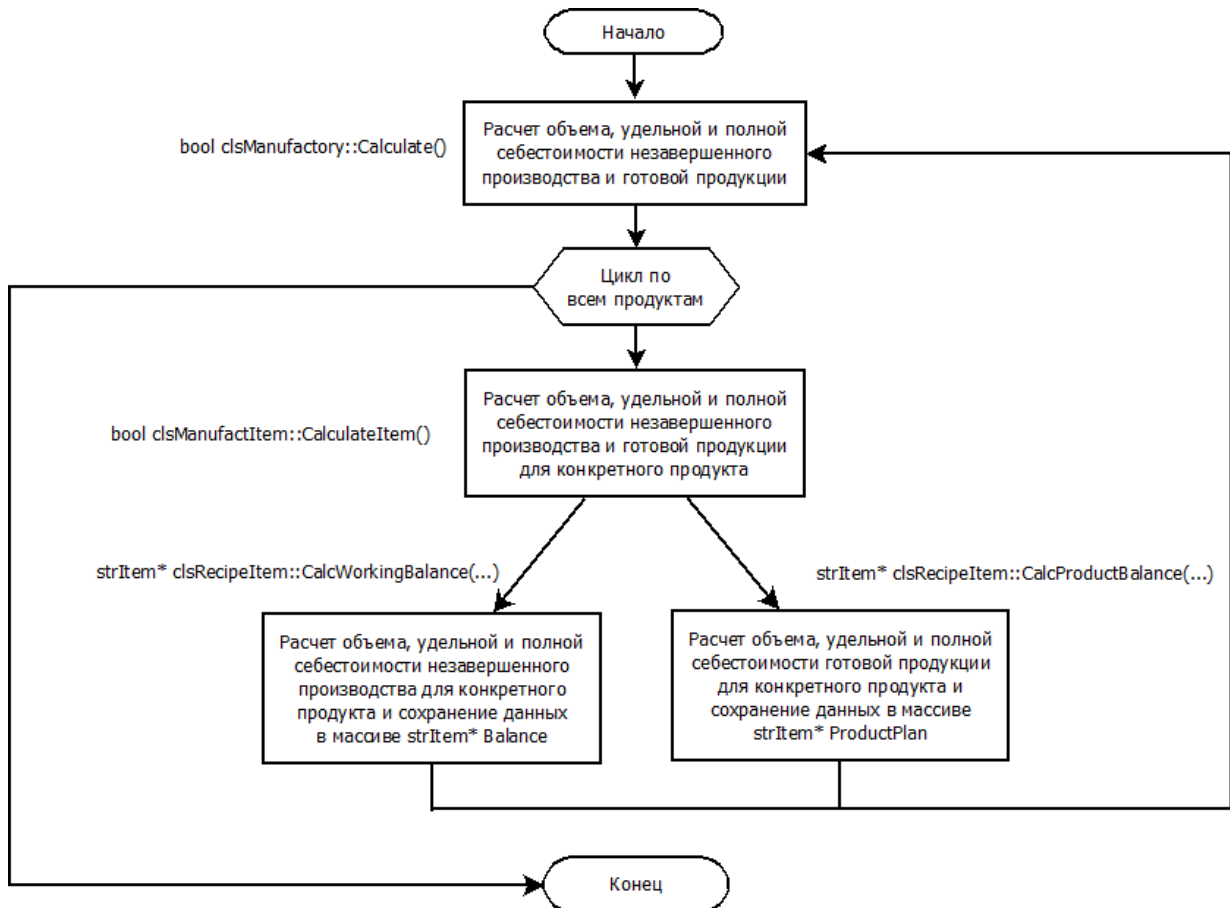 Начало
bool clsManufactory::Calculate()
Расчет объема, удельной и полной
себестоимости незавершенного
производства и готовой продукции
Цикл по
всем продуктам
bool clsManufactItem::CalculateItem()
Расчет объема, удельной и полной
себестоимости незавершенного
производства и готовой продукции
для конкретного продукта
strItem* clsRecipeItem::CalcWorkingBalance(...)
strItem* clsRecipeItem::CalcProductBalance(...)
Расчет объема, удельной и полной
себестоимости незавершенного
производства для конкретного
продукта и сохранение данных
в массиве strItem* Balance
Расчет объема, удельной и полной
себестоимости готовой продукции
для конкретного продукта и
сохранение данных в массиве
strItem* ProductPlan
Конец